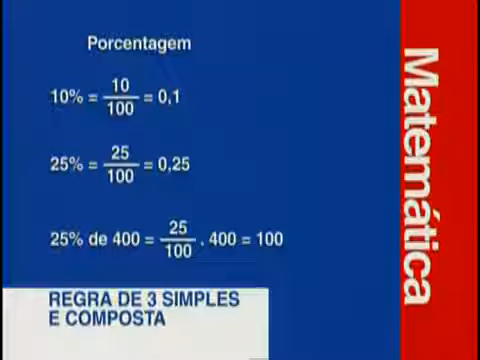 Porcentagem
10% = 10/100 = 0,1
25% = 25/100 = 0,25
25% de 400 = 25/100 . 400 = 100
REGRA DE 3 SIMPLES
E COMPOSTA
Matemática